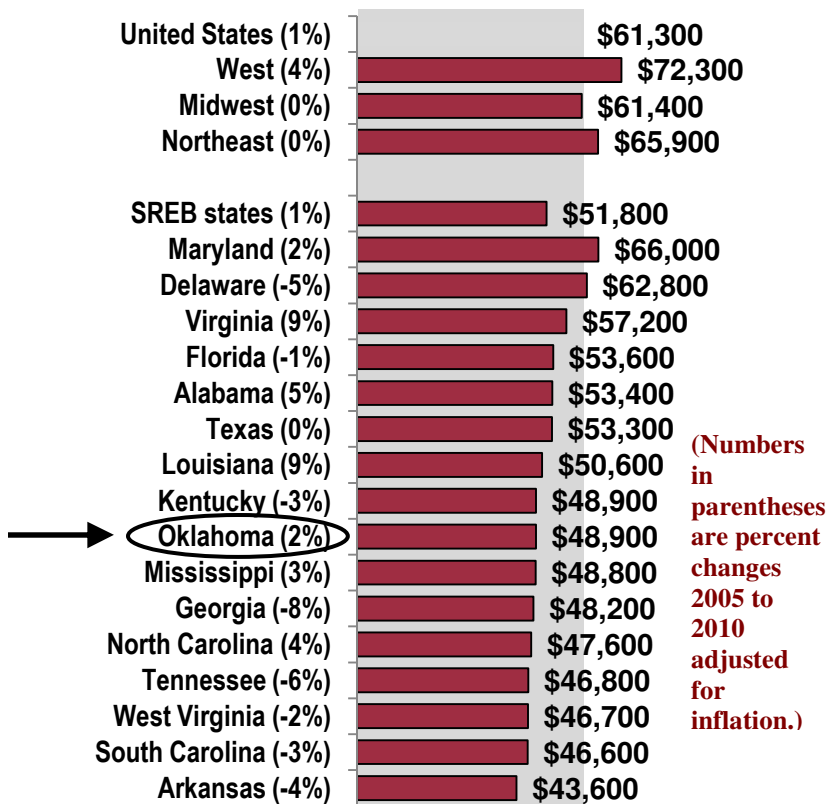 United States (1%) $61,300
West (4%) $72,300
Midwest (0%) $61,400
Northeast (0%) $65,900
SREB states (1%) $51,800
Maryland (2%) $66,000
Delaware (-5%) $62,800
Virginia (9%) $57,200
Florida (-1%) $53,600
Alabama (5%) $53,400
Texas (0%) $53,300
Louisiana (9%) $50,600
Kentucky (-3%) $48,900
Oklahoma (2%) $48,900
Mississippi (3%) $48,800
Georgia (-8%) $48,200
North Carolina (4%) $47,600
Tennessee (-6%) $46,800
West Virginia (-2%) $46,700
South Carolina (-3%) $46,600
Arkansas (-4%) $43,600
(Numbers
in
parentheses
are percent
changes
2005 to
2010
adjusted
for
inflation.)